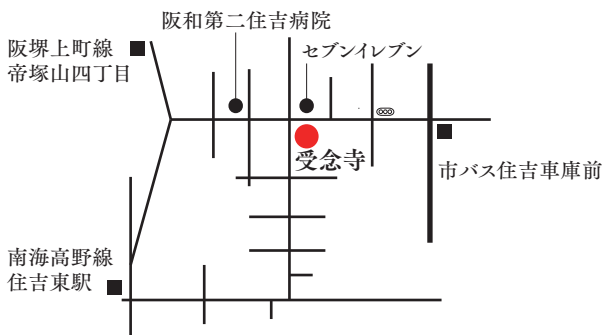 阪和第二住吉病院
阪堺上町線
帝塚山四丁目
セブンイレブン
受念寺
市バス住吉車庫前
南海高野線
住吉東駅